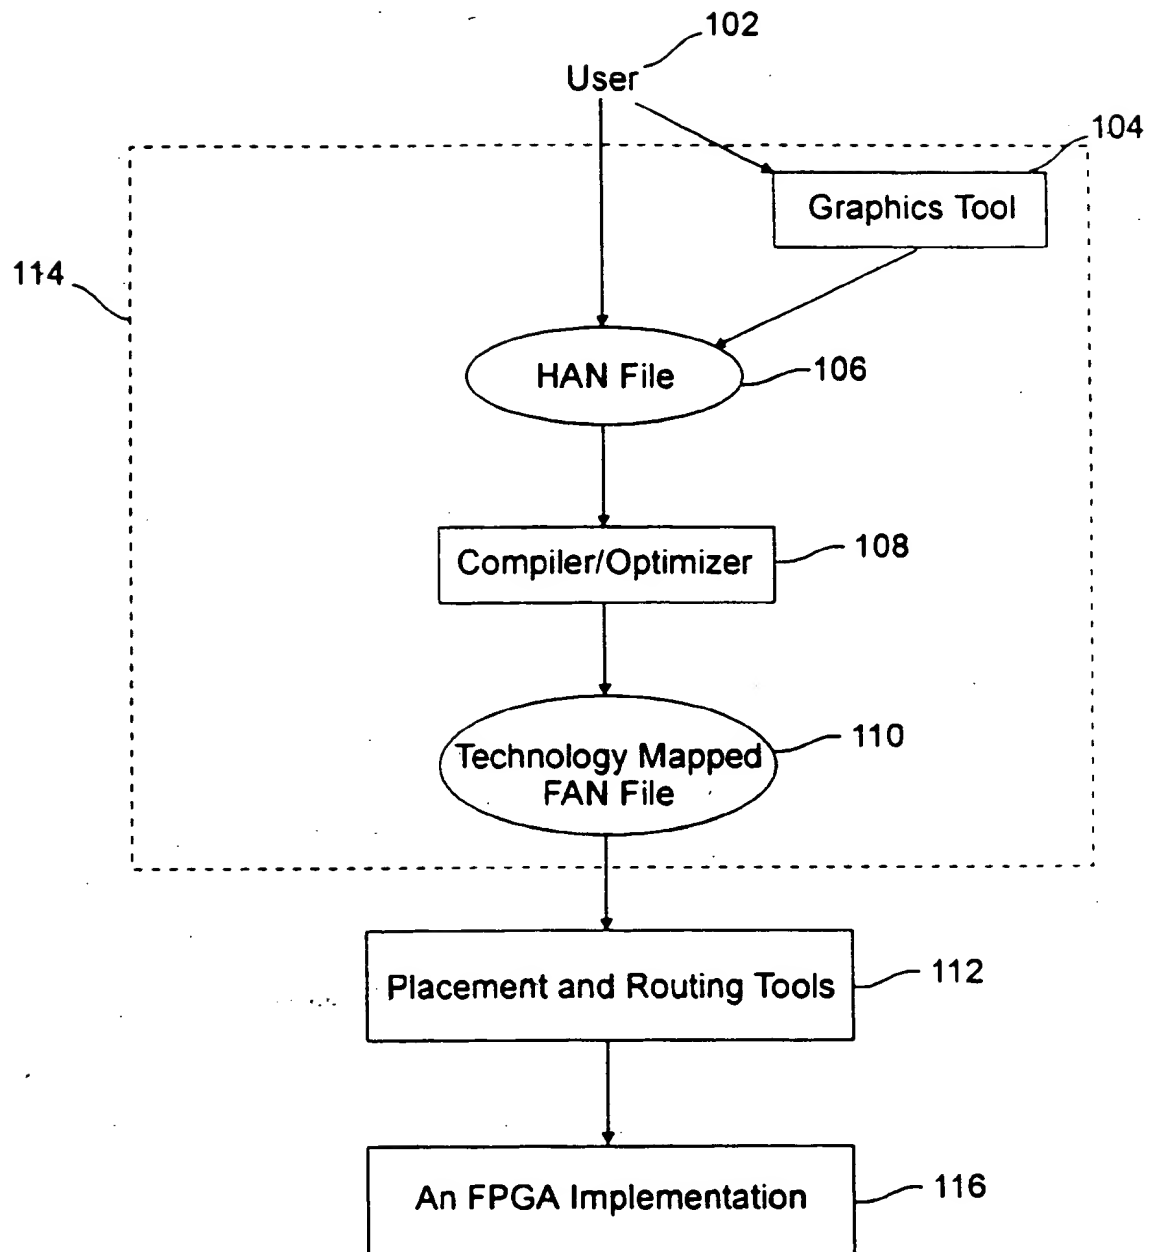 102
User
104
Graphics Tool
114
HAN File
106
Compiler/Optimizer
108
Technology Mapped
FAN File
110
Placement and Routing Tools
112
An FPGA Implementation
116